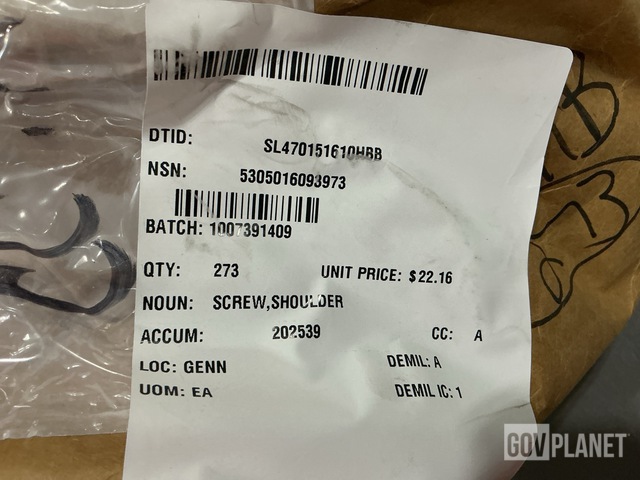 DTID: SL470151610HBB
NSN: 5305016093973
BATCH: 1007391409
QTY: 273 UNIT PRICE: $22.16
NOUN: SCREW,SHOULDER
ACCUM: 202539 CC: A
LOC: GENN DEMIL: A
UOM: EA DEMIL IC: 1
GOVPLANET